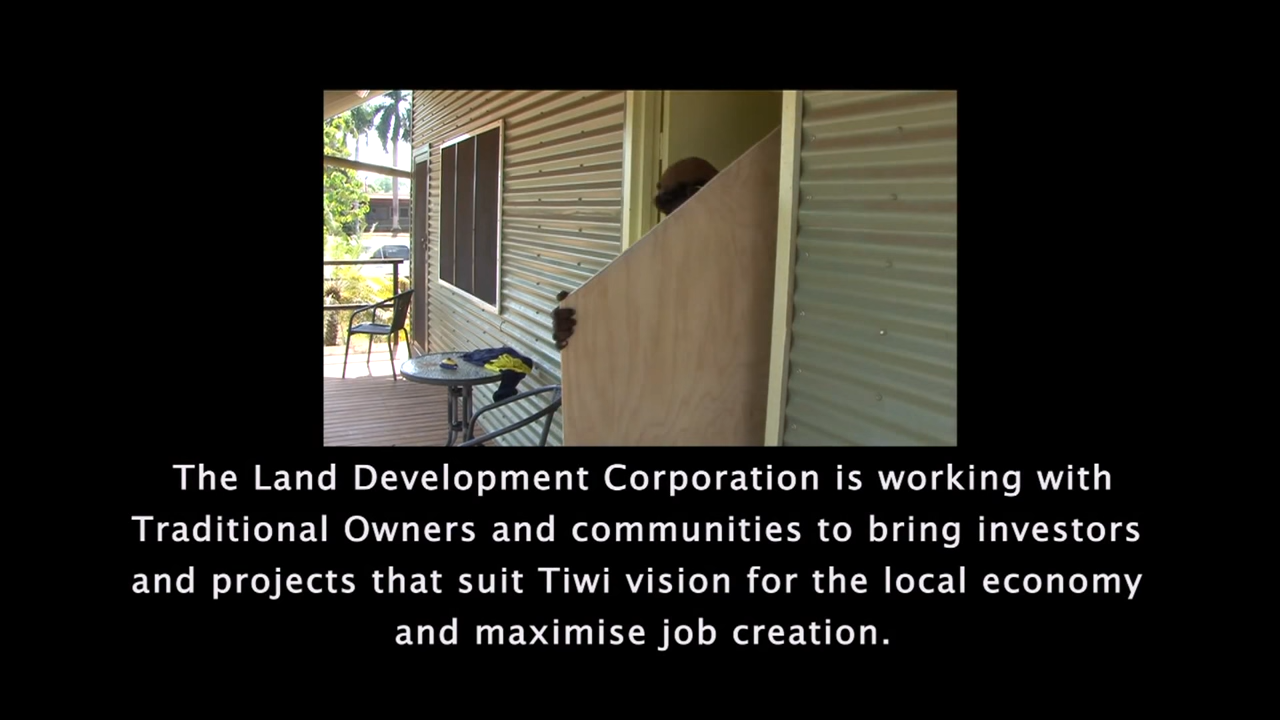 The Land Development Corporation is working with
Traditional Owners and communities to bring investors
and projects that suit Tiwi vision for the local economy
and maximise job creation.